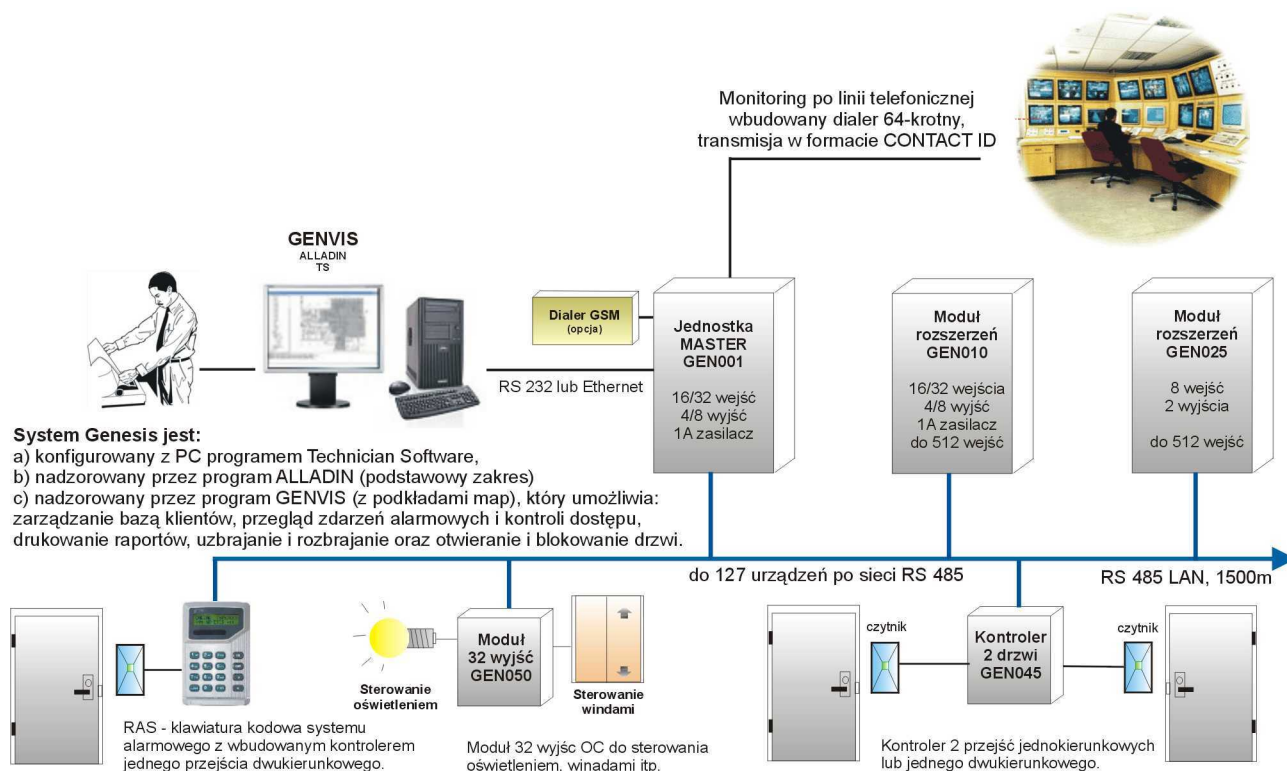 Monitoring po linii telefonicznej
wbudowany dialer 64-krotny,
transmisja w formacie CONTACT ID
GENVIS
ALLADIN
TS
Dialer GSM
(opcja)
RS 232 lub Ethernet
Jednostka
MASTER
GEN001
16/32 wejść
4/8 wyjść
1A zasilacz
Moduł
rozszerzeń
GEN010
16/32 wejścia
4/8 wyjść
1A zasilacz
do 512 wejść
Moduł
rozszerzeń
GEN025
8 wejść
2 wyjścia
do 512 wejść
System Genesis jest:
a) konfigurowany z PC programem Technician Software,
b) nadzorowany przez program ALLADIN (podstawowy zakres)
c) nadzorowany przez program GENVIS (z podkładami map), który umożliwia:
zarządzanie bazą klientów, przegląd zdarzeń alarmowych i kontroli dostępu,
drukowanie raportów, uzbrajanie i rozbrajanie oraz otwieranie i blokowanie drzwi.
do 127 urządzeń po sieci RS 485
RS 485 LAN, 1500m
RAS - klawiatura kodowa systemu
alarmowego z wbudowanym kontrolerem
jednego przejścia dwukierunkowego.
Sterowanie
oświetleniem
Moduł
32 wyjść
GEN050
Sterowanie
windami
Moduł 32 wyjśc OC do sterowania
oświetleniem, winadami itp.
czytnik
Kontroler
2 drzwi
GEN045
czytnik
Kontroler 2 przejść jednokierunkowych
lub jednego dwukierunkowego.